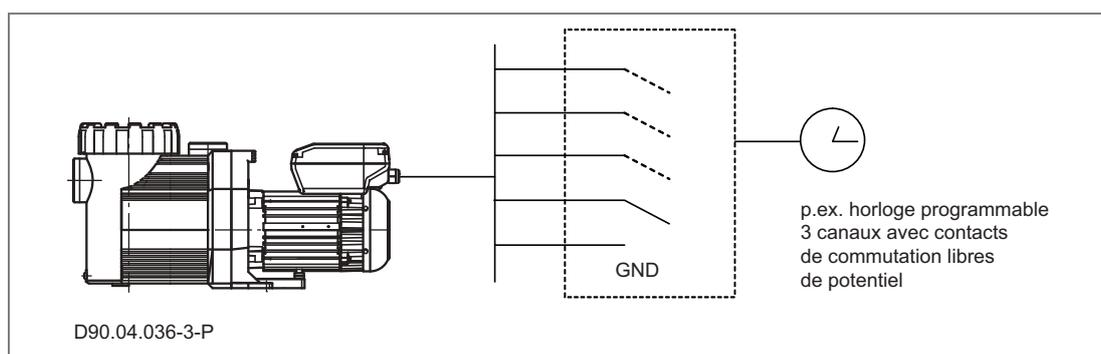 GND
p.ex. horloge programmable
3 canaux avec contacts
de commutation libres
de potentiel
D90.04.036-3-P